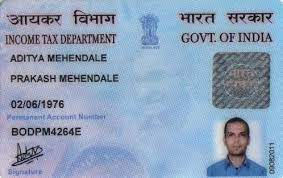 आयकर विभाग
भारत सरकार
INCOME TAX DEPARTMENT
GOVT. OF INDIA
ADITYA MEHENDALE
PRAKASH MEHENDALE
02/06/1976
Permanent Account Number
BODPM4264E
Signature
09082011